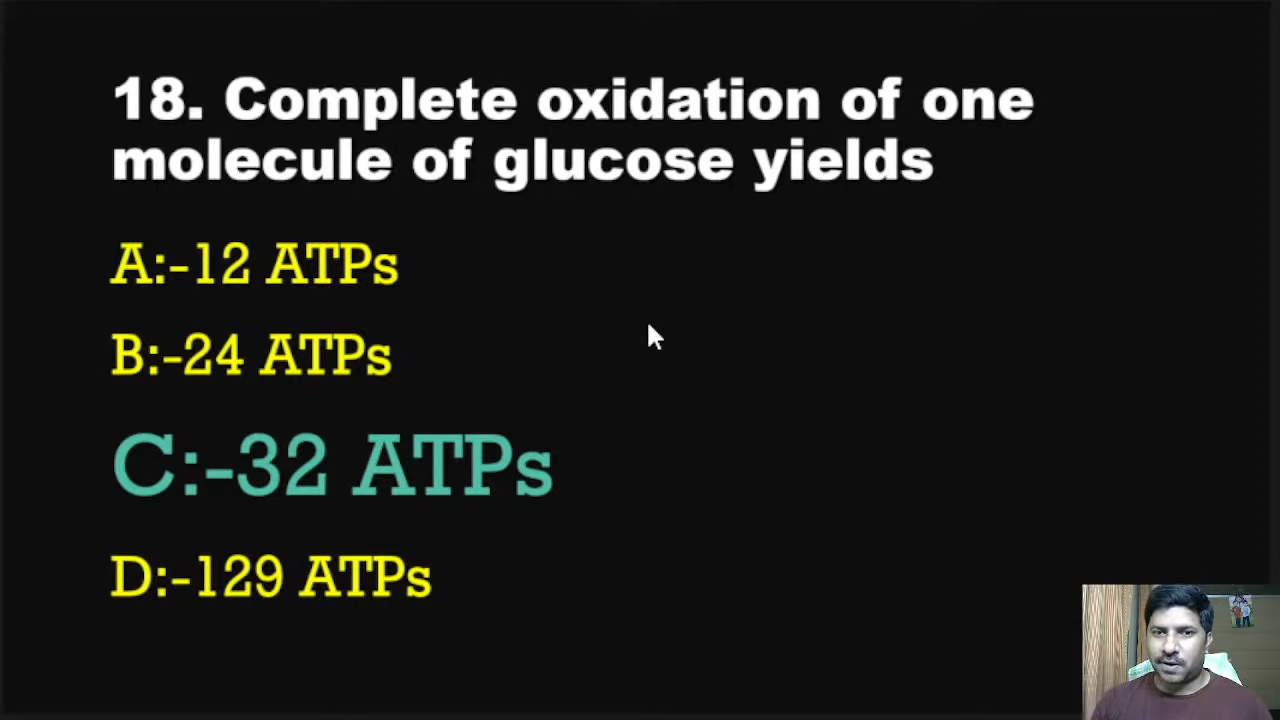 18. Complete oxidation of one
molecule of glucose yields
A:-12 ATPs
B:-24 ATPs
C:-32 ATPs
D:-129 ATPs